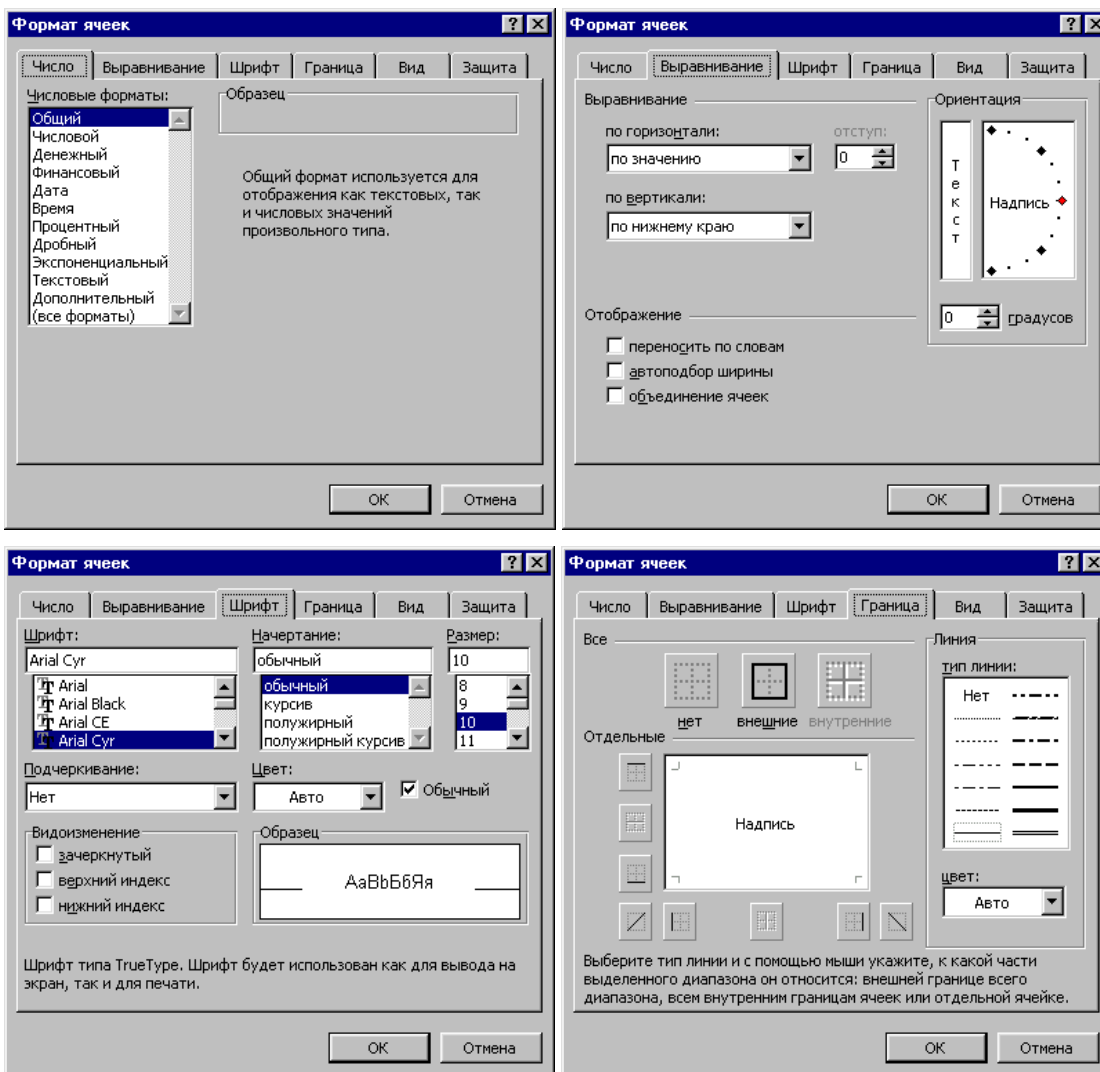 Формат ячеек
Число Выравнивание Шрифт Граница Вид Защита
Числовые форматы:
Общий
Числовой
Денежный
Финансовый
Дата
Время
Процентный
Дробный
Экспоненциальный
Текстовый
Дополнительный
(все форматы)
Образец
Общий формат используется для
отображения как текстовых, так
и числовых значений
произвольного типа.
ОК Отмена
Формат ячеек
Число Выравнивание Шрифт Граница Вид Защита
Выравнивание
по горизонтали:
отступ:
по значению
0
по вертикали:
по нижнему краю
Ориентация
Текст
Надпись
0 градусов
Отображение
переносить по словам
автоподбор ширины
объединение ячеек
ОК Отмена
Формат ячеек
Число Выравнивание Шрифт Граница Вид Защита
Шрифт:
Arial Cyr
Arial
Arial Black
Arial CE
Arial Cyr
Начертание:
обычный
обычный
курсив
полужирный
полужирный курсив
Размер:
10
8
9
10
11
Подчеркивание:
Нет
Цвет:
Авто
Обычный
Видоизменение
зачеркнутый
верхний индекс
нижний индекс
Образец
АаВbБбЯя
Шрифт типа TrueType. Шрифт будет использован как для вывода на
экран, так и для печати.
ОК Отмена
Формат ячеек
Число Выравнивание Шрифт Граница Вид Защита
Все
нет внешние внутренние
Отдельные
Надпись
Линия
тип линии:
Нет
цвет:
Авто
Выберите тип линии и с помощью мыши укажите, к какой части
выделенного диапазона он относится: внешней границе всего
диапазона, всем внутренним границам ячеек или отдельной ячейке.
ОК Отмена